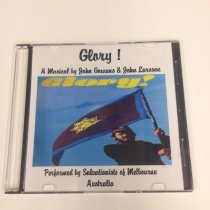 Glory !
A Musical by John Gowans & John Larsson
Glory!
Performed by Salvationists of Melbourne
Australia